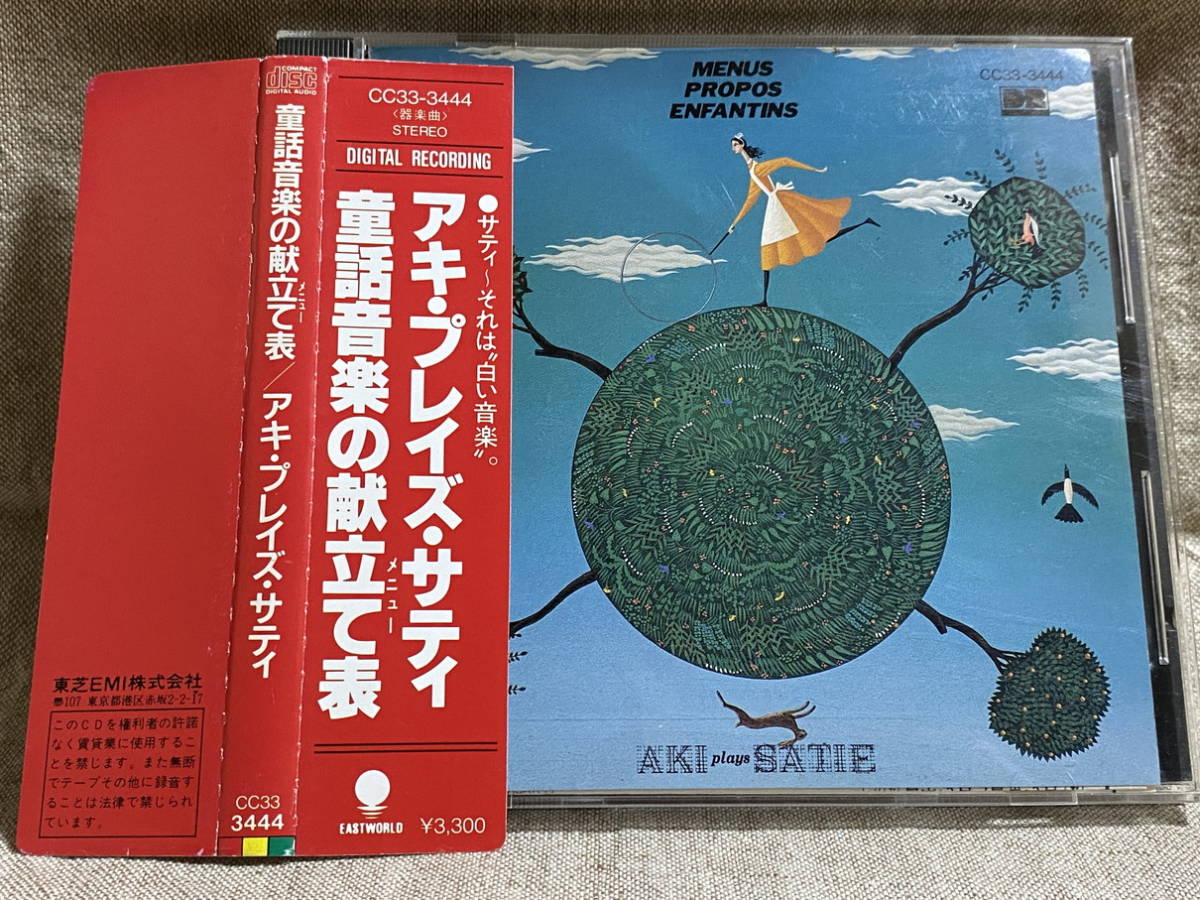 東芝EMI株式会社
〒107 東京都港区赤坂2-2-17
このCDを権利者の許諾
なく賃貸業に使用するこ
とを禁じます。また無断
でテープその他に録音す
ることは法律で禁じられ
ています。
COMPACT
disc
DIGITAL AUDIO
童話音楽の献立て表/アキ・プレイズ・サティ
メニュー
CC33
3444
CC33-3444
〈器楽曲〉
STEREO
DIGITAL RECORDING
●サティ~それは“白い音楽”。
アキ・プレイズ・サティ
童話音楽の献立て表
メニュー
EASTWORLD
¥3,300
MENUS
PROPOS
ENFANTINS
CC33-3444
AKI plays SATIE